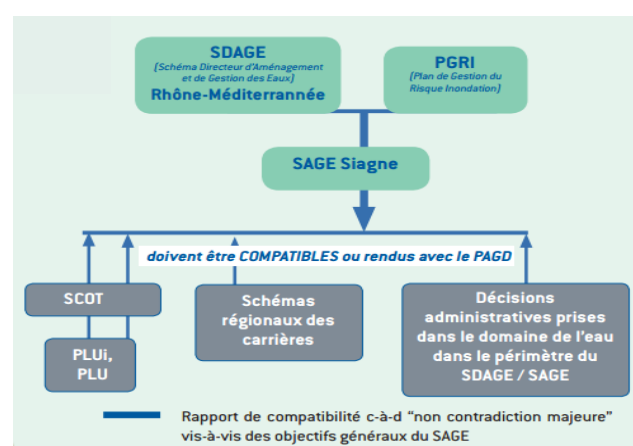 SDAGE
(Schéma Directeur d'Aménagement
et de Gestion des Eaux)
Rhône-Méditerrannée
PGRI
(Plan de Gestion du
Risque Inondation)
SAGE Siagne
doivent être COMPATIBLES ou rendus avec le PAGD
SCOT
PLUi,
PLU
Schémas
régionaux des
carrières
Décisions
administratives prises
dans le domaine de l'eau
dans le périmètre du
SDAGE / SAGE
Rapport de compatibilité c-à-d "non contradiction majeure"
vis-à-vis des objectifs généraux du SAGE